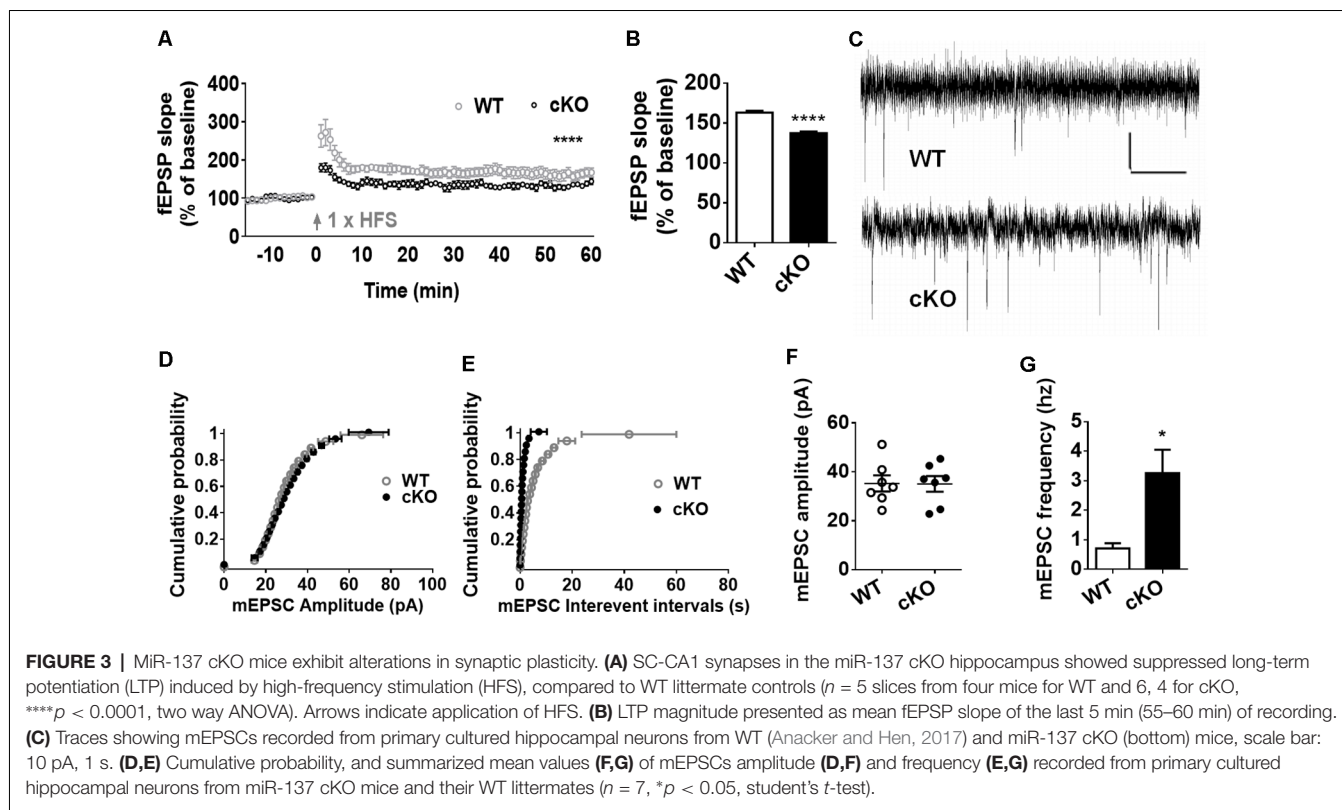 A
fEPSP slope
(% of baseline)
400
300
200
100
0
WT
cKO
****
1 x HFS
-10 0 10 20 30 40 50 60
Time (min)
B
fEPSP slope
(% of baseline)
200
150
100
50
0
****
WT
cKO
C
WT
cKO
D
Cumulative probability
1
0.8
0.6
0.4
0.2
WT
cKO
0 20 40 60 80 100
mEPSC Amplitude (pA)
E
Cumulative probability
1
0.8
0.6
0.4
0.2
WT
cKO
0 20 40 60 80
mEPSC Interevent intervals (s)
F
mEPSC amplitude (pA)
60
40
20
0
WT
cKO
G
mEPSC frequency (hz)
5
4
3
2
1
0
*
WT
cKO
FIGURE 3 | MiR-137 cKO mice exhibit alterations in synaptic plasticity. (A) SC-CA1 synapses in the miR-137 cKO hippocampus showed suppressed long-term
potentiation (LTP) induced by high-frequency stimulation (HFS), compared to WT littermate controls (n = 5 slices from four mice for WT and 6, 4 for cKO,
****p < 0.0001, two way ANOVA). Arrows indicate application of HFS. (B) LTP magnitude presented as mean fEPSP slope of the last 5 min (55–60 min) of recording.
(C) Traces showing mEPSCs recorded from primary cultured hippocampal neurons from WT (Anacker and Hen, 2017) and miR-137 cKO (bottom) mice, scale bar:
10 pA, 1 s. (D,E) Cumulative probability, and summarized mean values (F,G) of mEPSCs amplitude (D,F) and frequency (E,G) recorded from primary cultured
hippocampal neurons from miR-137 cKO mice and their WT littermates (n = 7, *p < 0.05, student's t-test).